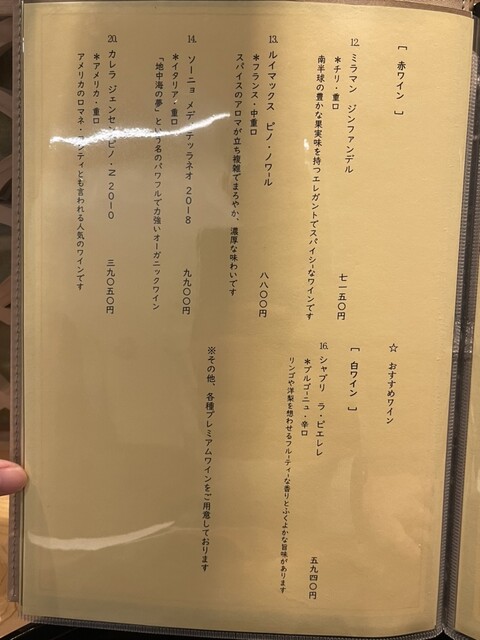 ☆ おすすめワイン
[ 赤ワイン ]
12. ミラマン ジンファンデル
*チリ・重口
南半球の豊かな果実味を持つエレガントでスパイシーなワインです
七一五〇円
13. ルイマックス ピノ・ノワール
*フランス・中重口
スパイスのアロマが立ち複雑でまろやか、濃厚な味わいです
八八〇〇円
14. ソーニョ メディテッラネオ 2018
*イタリア・重口
「地中海の夢」という名のパワフルで力強いオーガニックワイン
九九〇〇円
20. カレラ ジェンセン・ピノ・N 2010
*アメリカ・重口
アメリカのロマネ・コンティとも言われる人気のワインです
三九〇五〇円
[ 白ワイン ]
16. シャブリ ラ・ピエレレ
*ブルゴーニュ・辛口
リンゴや洋梨を想わせるフルーティーな香りとふくよかな旨味があります
五九四〇円
※その他、各種プレミアムワインをご用意しております